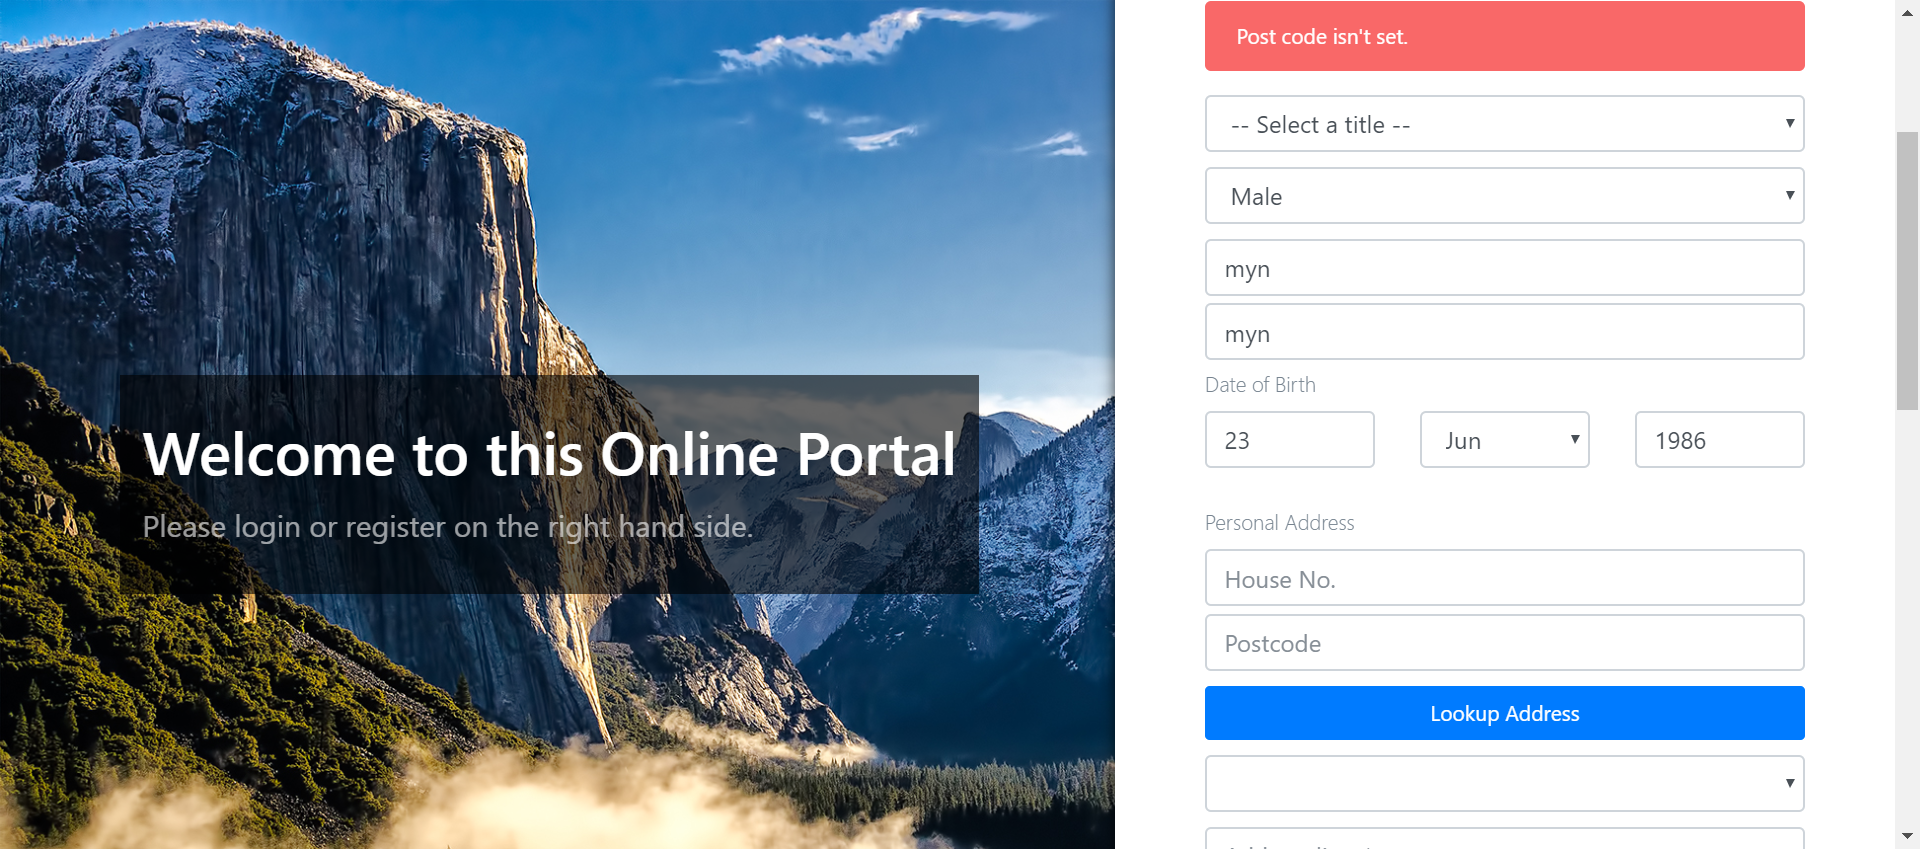 Post code isn't set.
-- Select a title --
Male
myn
myn
Date of Birth
23 Jun 1986
Personal Address
House No.
Postcode
Lookup Address
Welcome to this Online Portal
Please login or register on the right hand side.